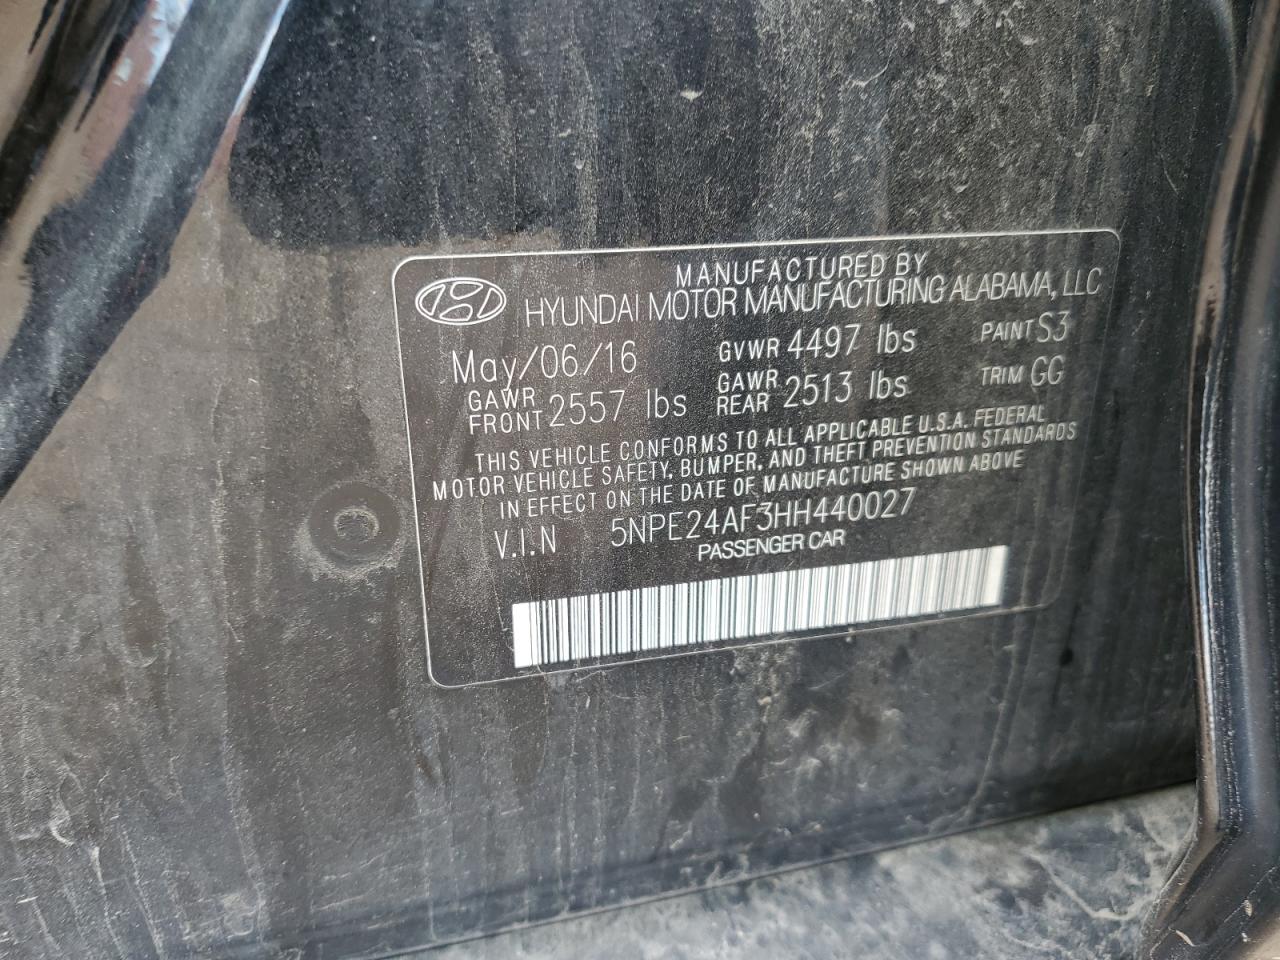 MANUFACTURED BY
HYUNDAI MOTOR MANUFACTURING ALABAMA, LLC
May/06/16 GVWR 4497 lbs PAINT S3
GAWR FRONT 2557 lbs GAWR REAR 2513 lbs TRIM GG
THIS VEHICLE CONFORMS TO ALL APPLICABLE U.S.A. FEDERAL
MOTOR VEHICLE SAFETY, BUMPER, AND THEFT PREVENTION STANDARDS
IN EFFECT ON THE DATE OF MANUFACTURE SHOWN ABOVE
V.I.N 5NPE24AF3HH440027
PASSENGER CAR